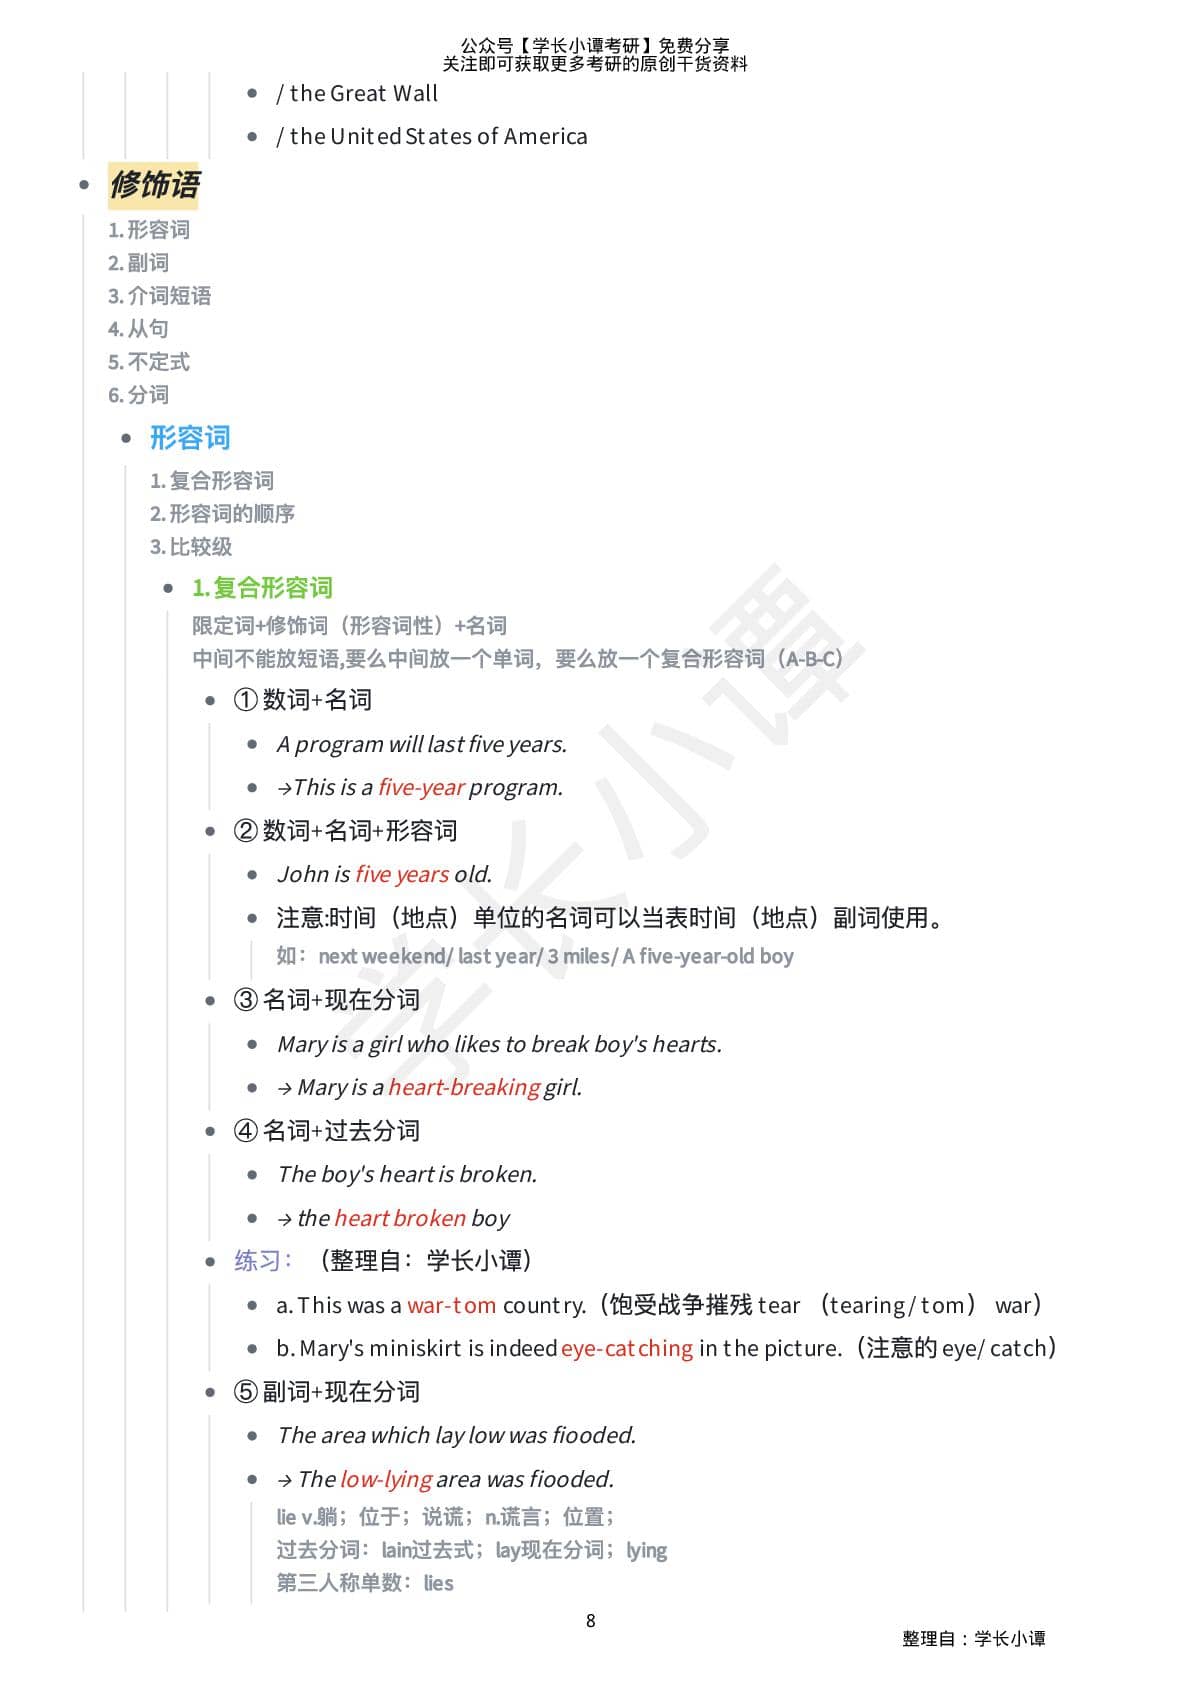 公众号【学长小谭考研】免费分享
关注即可获取更多考研的原创干货资料
/ the Great Wall
/ the United States of America
修饰语
1. 形容词
2. 副词
3. 介词短语
4. 从句
5. 不定式
6. 分词
形容词
1. 复合形容词
2. 形容词的顺序
3. 比较级
1. 复合形容词
限定词+修饰词（形容词性）+名词
中间不能放短语,要么中间放一个单词，要么放一个复合形容词（A-B-C）
① 数词+名词
A program will last five years.
→This is a five-year program.
② 数词+名词+形容词
John is five years old.
注意:时间（地点）单位的名词可以当表时间（地点）副词使用。
如：next weekend/ last year/ 3 miles/ A five-year-old boy
③ 名词+现在分词
Mary is a girl who likes to break boy's hearts.
→ Mary is a heart-breaking girl.
④ 名词+过去分词
The boy's heart is broken.
→ the heart broken boy
练习：（整理自：学长小谭）
a. This was a war-tom country.（饱受战争摧残 tear （tearing/ tom） war）
b. Mary's miniskirt is indeed eye-catching in the picture.（注意的 eye/ catch）
⑤ 副词+现在分词
The area which lay low was fiooded.
→ The low-lying area was fiooded.
lie v.躺；位于；说谎；n.谎言；位置；
过去分词：lain过去式；lay现在分词；lying
第三人称单数：lies
学长小谭
8
整理自：学长小谭